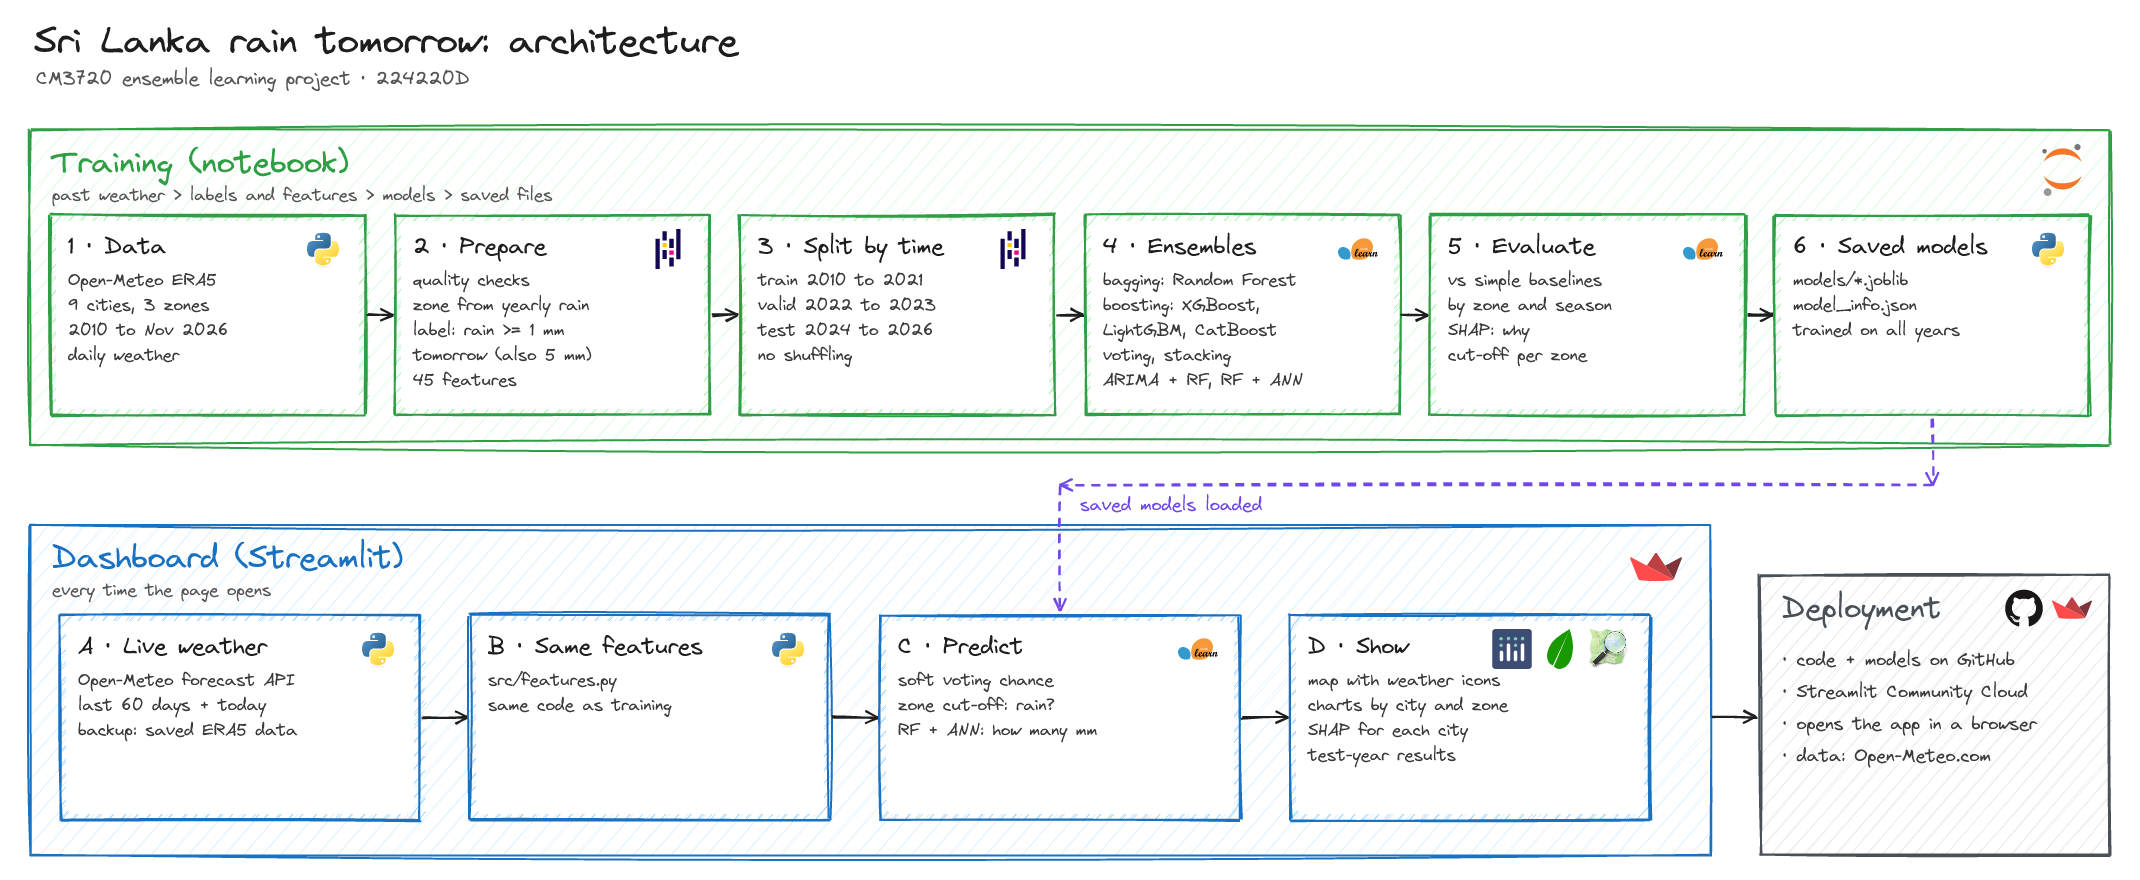 Sri Lanka rain tomorrow: architecture
CM3720 ensemble learning project · 224220D
Training (notebook)
past weather > labels and features > models > saved files
1 · Data
Open-Meteo ERA5
9 cities, 3 zones
2010 to Nov 2026
daily weather
2 · Prepare
quality checks
zone from yearly rain
label: rain >= 1 mm
tomorrow (also 5 mm)
45 features
3 · Split by time
train 2010 to 2021
valid 2022 to 2023
test 2024 to 2026
no shuffling
4 · Ensembles
learn
bagging: Random Forest
boosting: XGBoost,
LightGBM, CatBoost
voting, stacking
ARIMA + RF, RF + ANN
5 · Evaluate
learn
vs simple baselines
by zone and season
SHAP: why
cut-off per zone
6 · Saved models
models/*.joblib
model_info.json
trained on all years
saved models loaded
Dashboard (Streamlit)
every time the page opens
A · Live weather
Open-Meteo forecast API
last 60 days + today
backup: saved ERA5 data
B · Same features
src/features.py
same code as training
C · Predict
learn
soft voting chance
zone cut-off: rain?
RF + ANN: how many mm
D · Show
map with weather icons
charts by city and zone
SHAP for each city
test-year results
Deployment
· code + models on GitHub
· Streamlit Community Cloud
· opens the app in a browser
· data: Open-Meteo.com